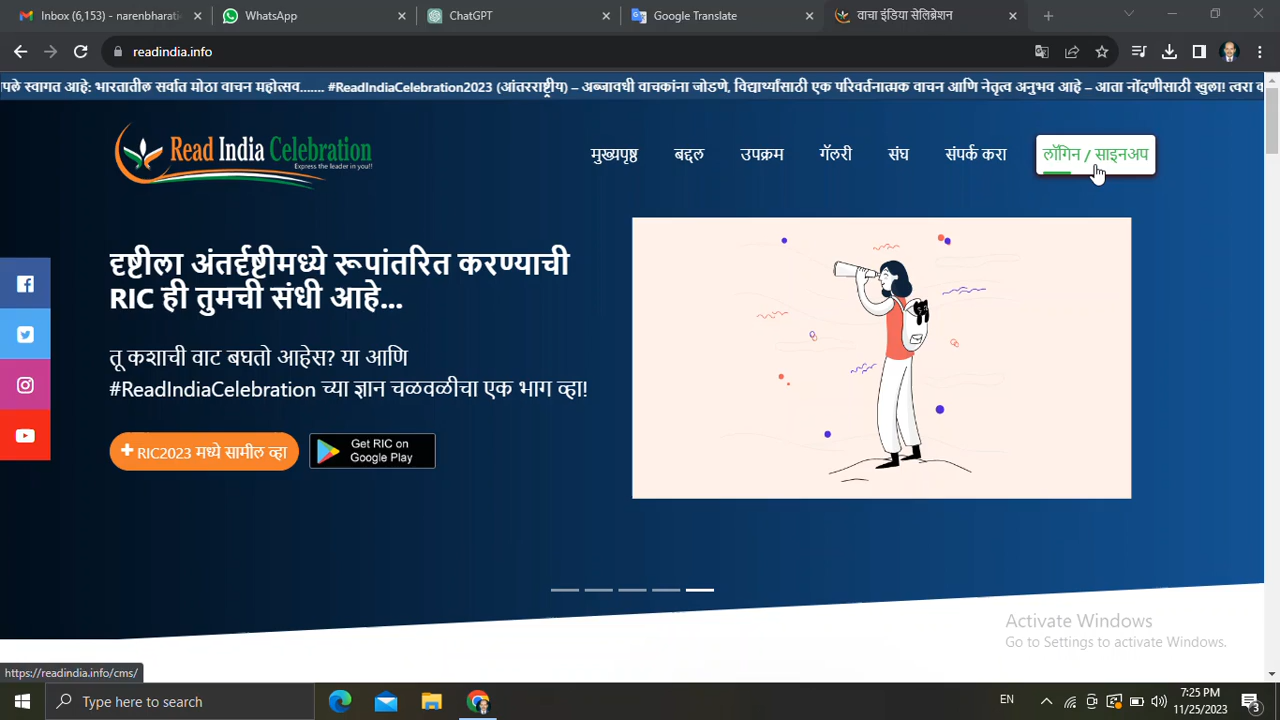 Inbox (6,153) - narenbharati
WhatsApp
ChatGPT
Google Translate
वाचा इंडिया सेलिब्रेशन
readindia.info
पले स्वागत आहे: भारतातील सर्वात मोठा वाचन महोत्सव....... #ReadIndiaCelebration2023 (आंतरराष्ट्रीय) – अब्जावधी वाचकांना जोडणे, विद्यार्थ्यांसाठी एक परिवर्तनात्मक वाचन आणि नेतृत्व अनुभव आहे – आता नोंदणीसाठी खुला! त्वरा
Read India Celebration
Express the leader in you!!
मुख्यपृष्ठ
बद्दल
उपक्रम
गॅलरी
संघ
संपर्क करा
लॉगिन / साइनअप
दृष्टीला अंतर्दृष्टीमध्ये रूपांतरित करण्याची
RIC ही तुमची संधी आहे...
तू कशाची वाट बघतो आहेस? या आणि
#ReadIndiaCelebration च्या ज्ञान चळवळीचा एक भाग व्हा!
RIC2023 मध्ये सामील व्हा
Get RIC on
Google Play
Activate Windows
Go to Settings to activate Windows.
https://readindia.info/cms/
Type here to search
EN
7:25 PM
11/25/2023
3